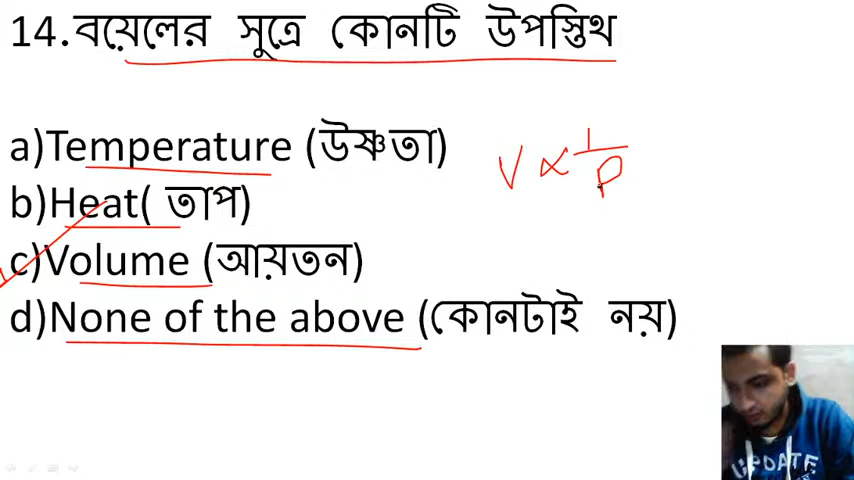 14.বয়েলের সুত্রে কোনটি উপস্তিথ
a)Temperature (উষ্ণতা)
V ∝ 1/P
b)Heat( তাপ)
c)Volume (আয়তন)
d)None of the above (কোনটাই নয়)
UPDATE